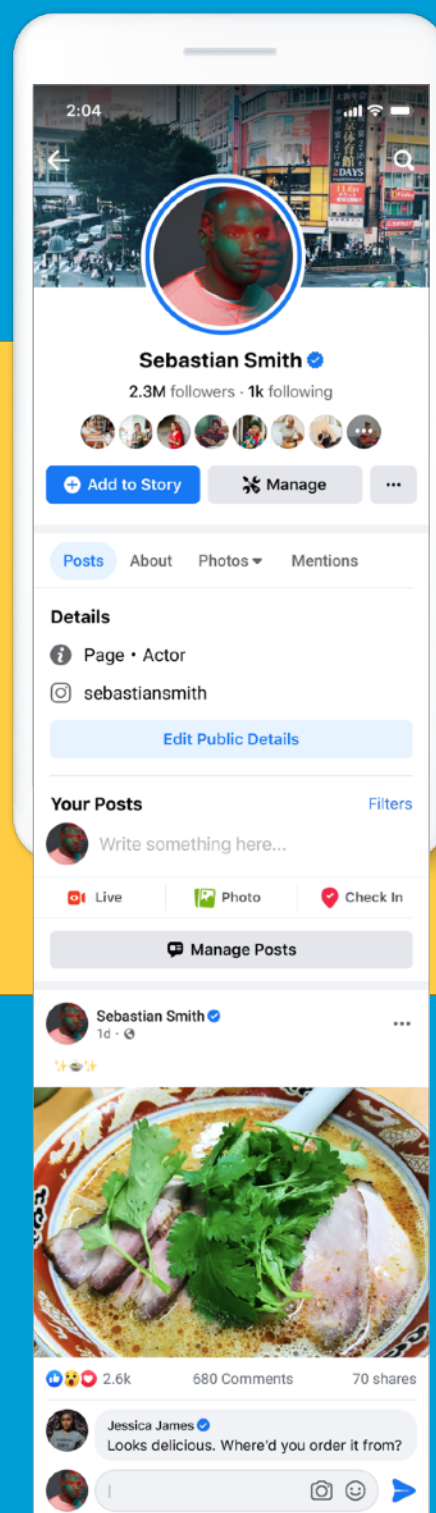 2:04
2DAYS
Sebastian Smith
2.3M followers · 1k following
Add to Story
Manage
Posts About Photos Mentions
Details
Page • Actor
sebastiansmith
Edit Public Details
Your Posts
Filters
Write something here...
Live
Photo
Check In
Manage Posts
Sebastian Smith
1d ·
2.6k
680 Comments
70 shares
Jessica James
Looks delicious. Where'd you order it from?